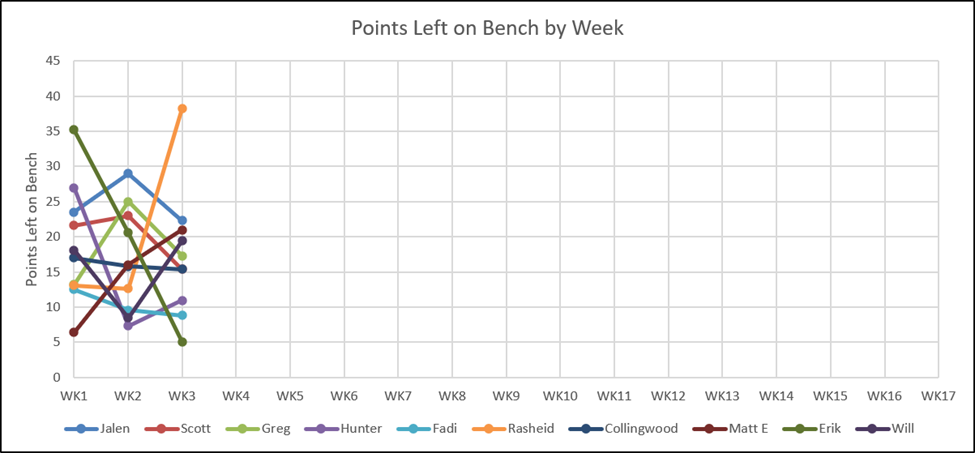 Points Left on Bench by Week
Points Left on Bench
45
40
35
30
25
20
15
10
5
0
WK1 WK2 WK3 WK4 WK5 WK6 WK7 WK8 WK9 WK10 WK11 WK12 WK13 WK14 WK15 WK16 WK17
Jalen Scott Greg Hunter Fadi Rasheid Collingwood Matt E Erik Will